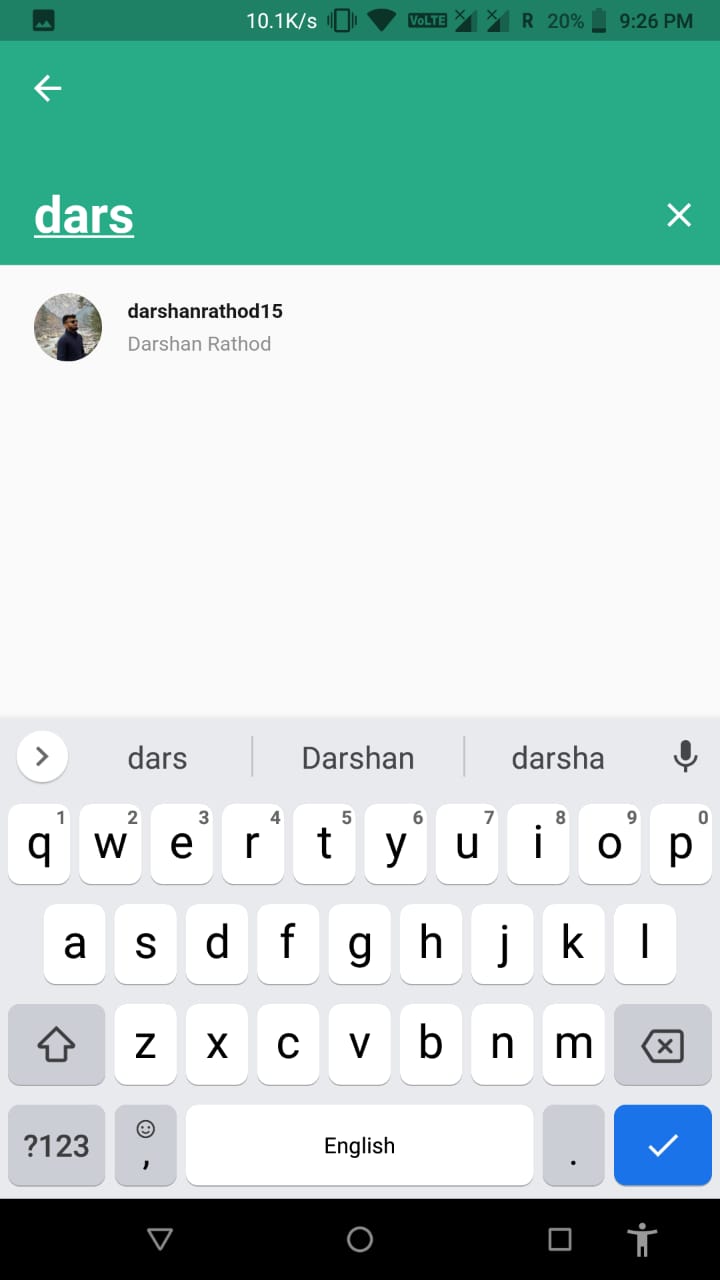 10.1K/s VoLTE R 20% 9:26 PM
dars
darshanrathod15
Darshan Rathod
dars Darshan darsha
1 2 3 4 5 6 7 8 9 0
q w e r t y u i o p
a s d f g h j k l
z x c v b n m
?123 , English .